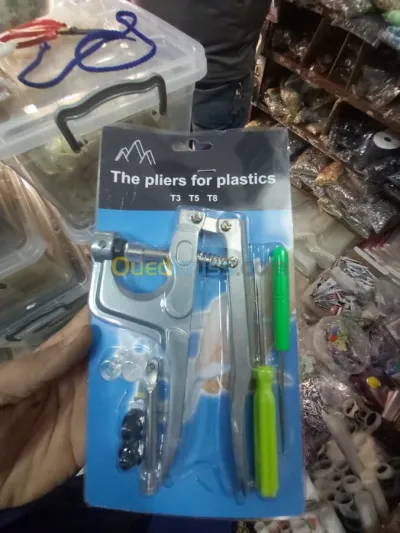 The pliers for plastics
T3 T5 T8